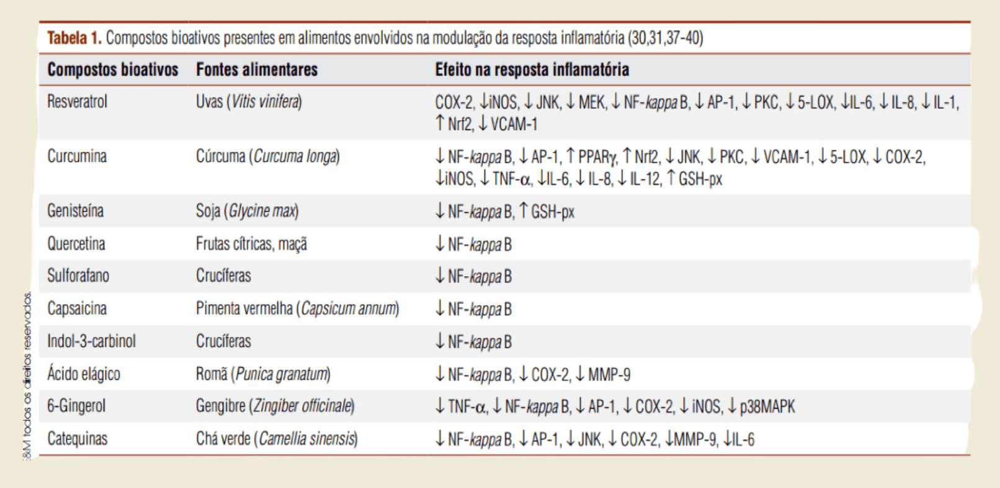 Tabela 1. Compostos bioativos presentes em alimentos envolvidos na modulação da resposta inflamatória (30,31,37-40)
Compostos bioativos Fontes alimentares Efeito na resposta inflamatória
Resveratrol Uvas (Vitis vinifera) COX-2, ↓iNOS, ↓ JNK, ↓ MEK, ↓ NF-kappa B, ↓ AP-1, ↓ PKC, ↓ 5-LOX, ↓IL-6, ↓ IL-8, ↓ IL-1,
↑ Nrf2, ↓ VCAM-1
Curcumina Cúrcuma (Curcuma longa) ↓ NF-kappa B, ↓ AP-1, ↑ PPARγ, ↑ Nrf2, ↓ JNK, ↓ PKC, ↓ VCAM-1, ↓ 5-LOX, ↓ COX-2,
↓iNOS, ↓ TNF-α, ↓IL-6, ↓ IL-8, ↓ IL-12, ↑ GSH-px
Genisteína Soja (Glycine max) ↓ NF-kappa B, ↑ GSH-px
Quercetina Frutas cítricas, maçã ↓ NF-kappa B
Sulforafano Crucíferas ↓ NF-kappa B
Capsaicina Pimenta vermelha (Capsicum annum) ↓ NF-kappa B
Indol-3-carbinol Crucíferas ↓ NF-kappa B
Ácido elágico Romã (Punica granatum) ↓ NF-kappa B, ↓ COX-2, ↓ MMP-9
6-Gingerol Gengibre (Zingiber officinale) ↓ TNF-α, ↓ NF-kappa B, ↓ AP-1, ↓ COX-2, ↓ iNOS, ↓ p38MAPK
Catequinas Chá verde (Camellia sinensis) ↓ NF-kappa B, ↓ AP-1, ↓ JNK, ↓ COX-2, ↓MMP-9, ↓IL-6
&M todos os direitos reservados.